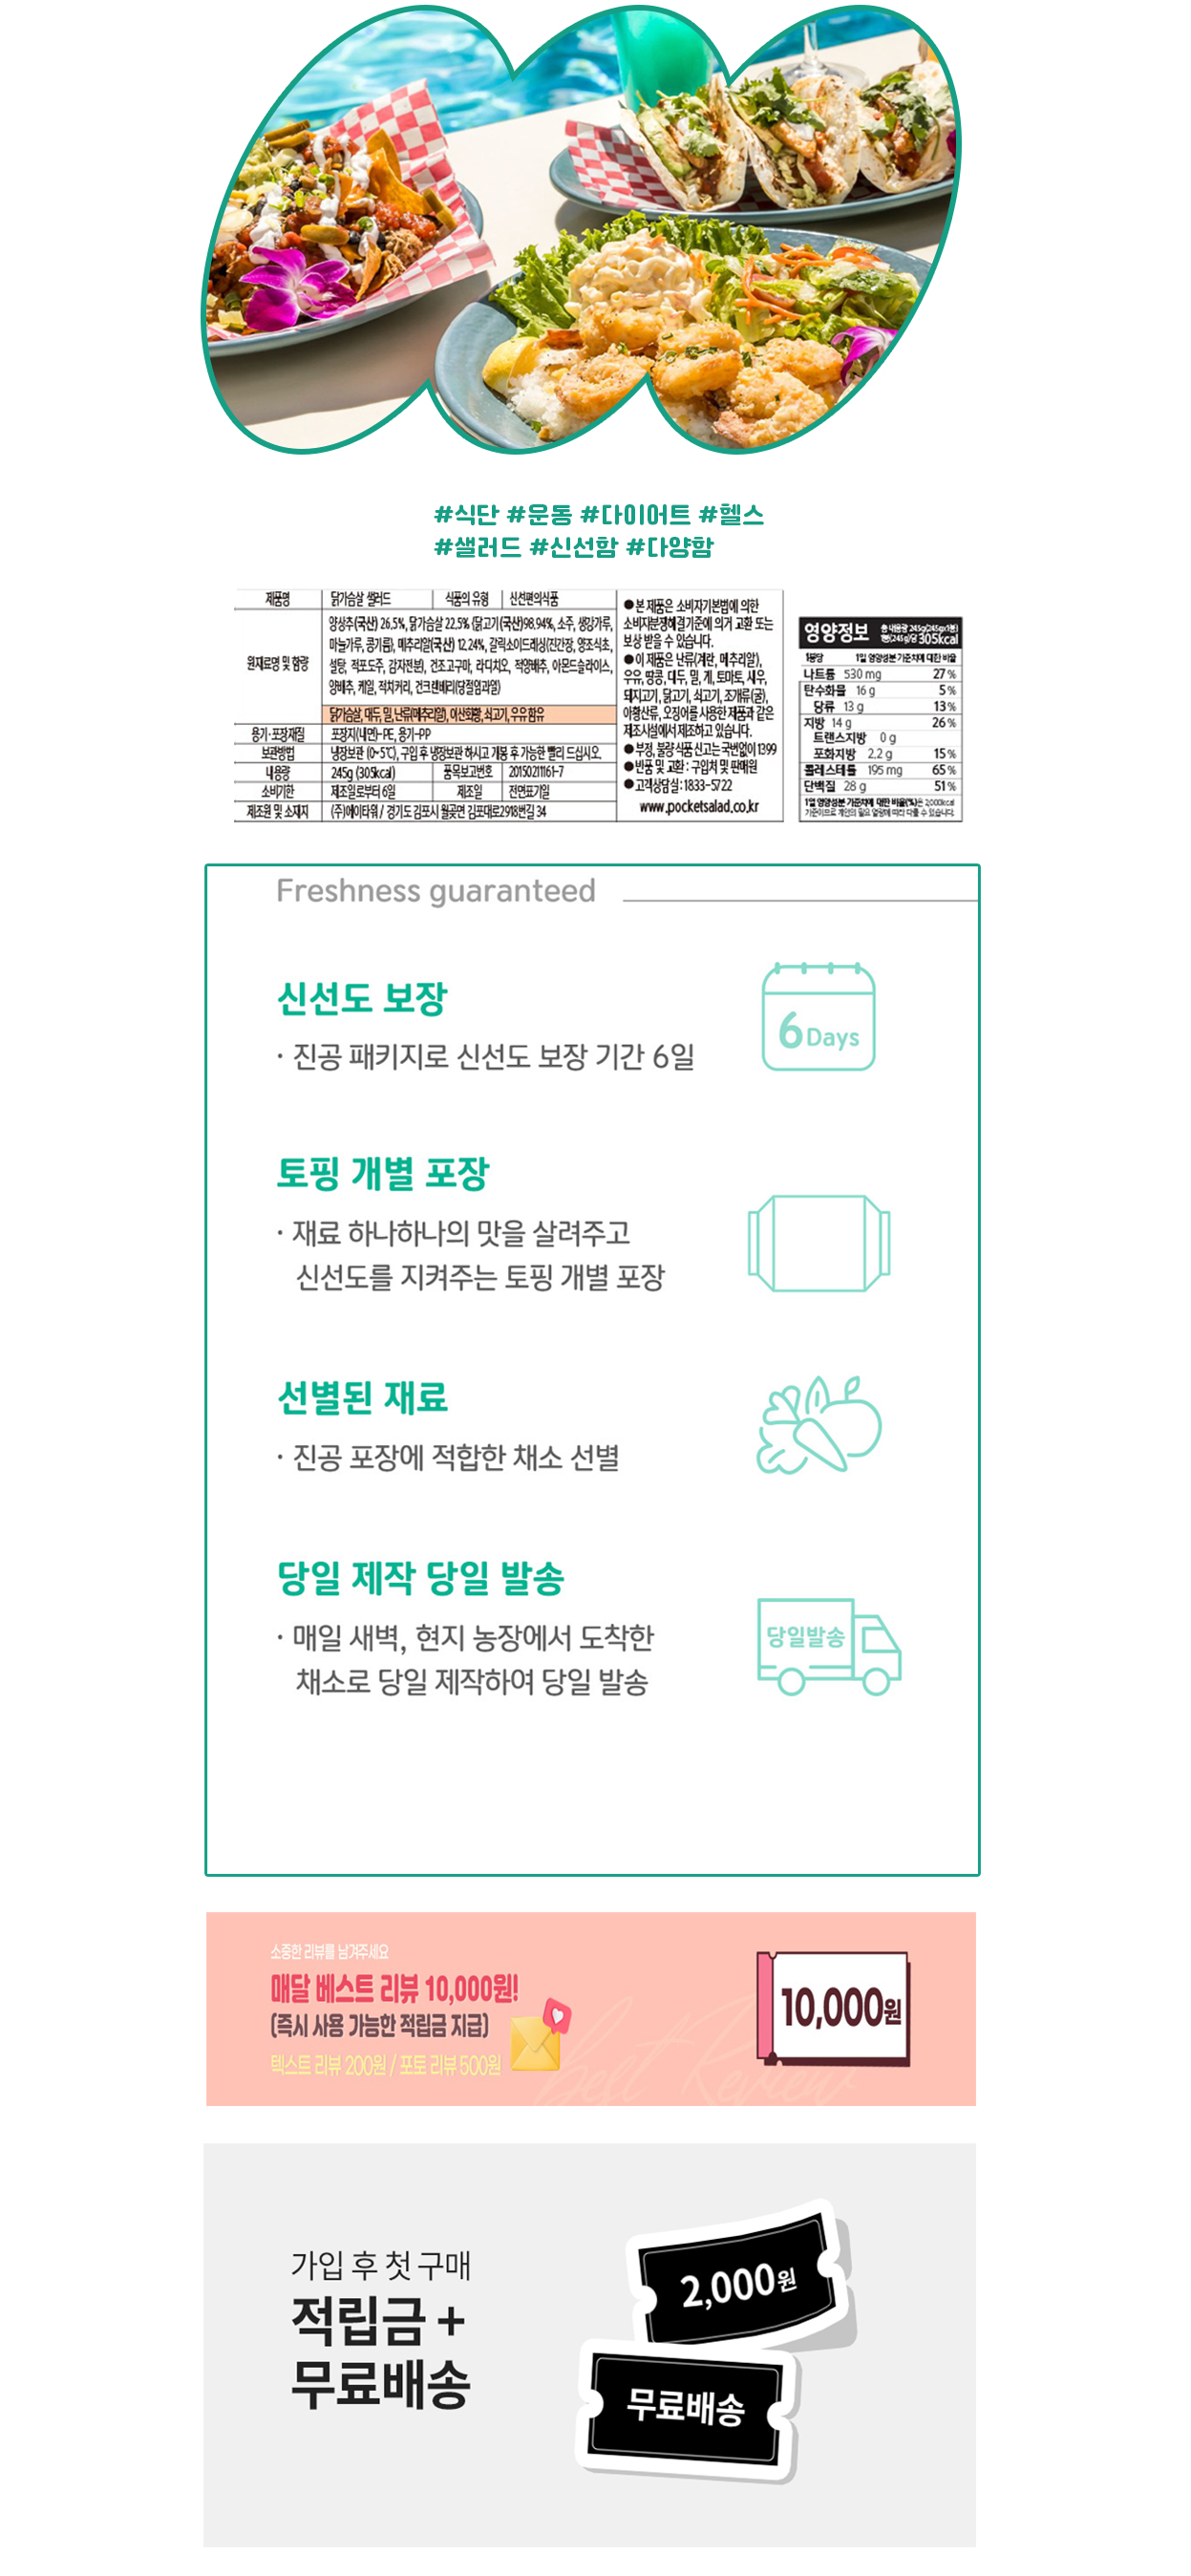 #식단 #운동 #다이어트 #헬스
#샐러드 #신선함 #다양함
제품명 닭가슴살 샐러드 식품의 유형 신선편의식품
원재료명 및 함량
양상추(국산) 26.5%, 닭가슴살 22.5% (닭고기(국산)98.94%, 소주, 생강가루,
마늘가루, 콩기름), 메추리알(국산) 12.24%, 갈릭소이드레싱(진간장, 양조식초,
설탕, 적포도주, 감자전분), 건조고구마, 라디치오, 적양배추, 아몬드슬라이스,
양배추, 케일, 적치커리, 건크랜베리(당절임과일)
닭가슴살, 대두, 밀, 난류(메추리알), 이산화황, 쇠고기, 우유 함유
용기·포장재질 포장지(내면)-PE, 용기-PP
보관방법 냉장보관 (0~5℃), 구입 후 냉장보관 하시고 개봉 후 가능한 빨리 드십시오.
내용량 245g (305kcal) 품목보고번호 20150211161-7
소비기한 제조일로부터 6일 제조일 전면표기일
제조원 및 소재지 (주)에이타워 / 경기도 김포시 월곶면 김포대로2918번길 34
●본 제품은 소비자기본법에 의한
소비자분쟁해결기준에 의거 교환 또는
보상 받을 수 있습니다.
●이 제품은 난류(계란, 메추리알),
우유, 땅콩, 대두, 밀, 게, 토마토, 새우,
돼지고기, 닭고기, 쇠고기, 조개류(굴),
아황산류, 오징어를 사용한 제품과 같은
제조시설에서 제조하고 있습니다.
●부정, 불량 식품 신고는 국번없이 1399
●반품 및 교환 : 구입처 및 판매원
●고객상담실 : 1833-5722
www.pocketsalad.co.kr
영양정보 총 내용량 245g(245gx1봉)
1봉(245g)당 305kcal
1봉당 1일 영양성분 기준치에 대한 비율
나트륨 530 mg 27 %
탄수화물 16 g 5 %
당류 13 g 13 %
지방 14 g 26 %
트랜스지방 0 g
포화지방 2.2 g 15 %
콜레스테롤 195 mg 65 %
단백질 28 g 51 %
1일 영양성분 기준치에 대한 비율(%)은 2,000kcal
기준이므로 개인의 필요 열량에 따라 다를 수 있습니다.
Freshness guaranteed
신선도 보장
· 진공 패키지로 신선도 보장 기간 6일
6 Days
토핑 개별 포장
· 재료 하나하나의 맛을 살려주고
신선도를 지켜주는 토핑 개별 포장
선별된 재료
· 진공 포장에 적합한 채소 선별
당일 제작 당일 발송
· 매일 새벽, 현지 농장에서 도착한
채소로 당일 제작하여 당일 발송
당일발송
소중한 리뷰를 남겨주세요
매달 베스트 리뷰 10,000원!
(즉시 사용 가능한 적립금 지급)
텍스트 리뷰 200원 / 포토 리뷰 500원
Best Review
10,000원
가입 후 첫 구매
적립금 +
무료배송
2,000원
무료배송